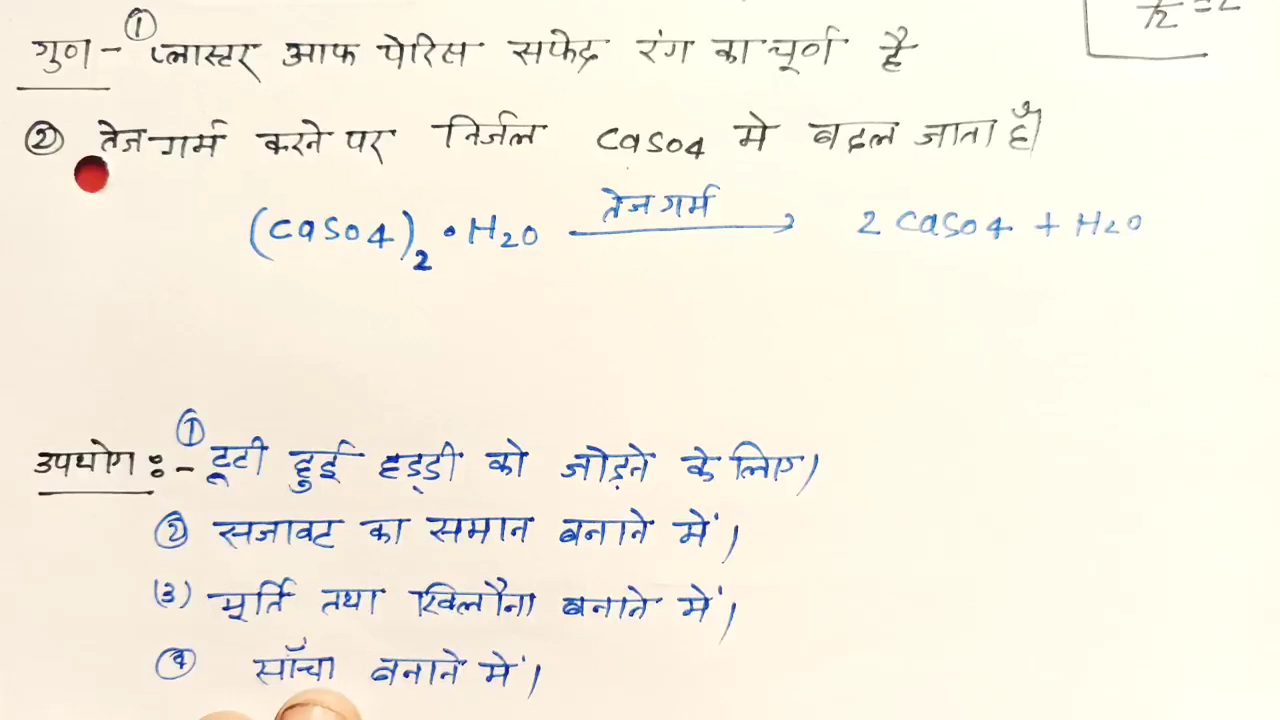 गुण - ① प्लास्टर आफ पेरिस सफेद रंग का चूर्ण है
② तेज गर्म करने पर निर्जल CaSO4 मे बदल जाता है।
(CaSO4)2 • H2O तेज गर्म → 2 CaSO4 + H2O
उपयोग :- ① टूटी हुई हड्डी को जोड़ने के लिए।
② सजावट का समान बनाने में।
(3) मूर्ति तथा खिलौना बनाने में।
④ साँचा बनाने में।